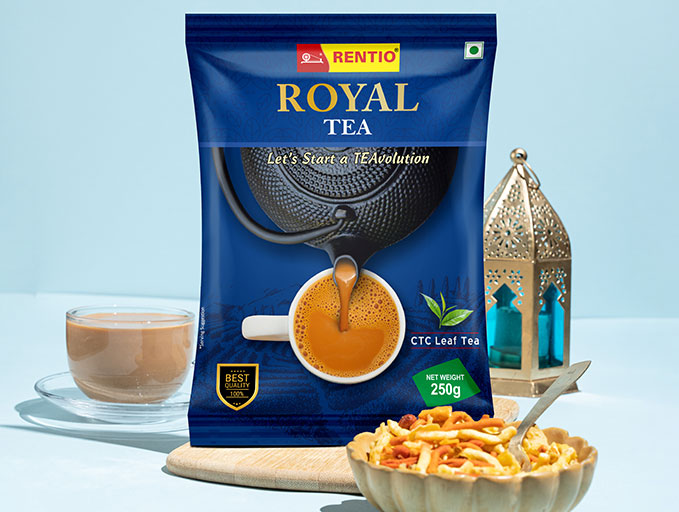 RENTIO®
ROYAL
TEA
Let's Start a TEAvolution
CTC Leaf Tea
*Serving Suggestion
BEST
QUALITY
100%
NET WEIGHT
250g